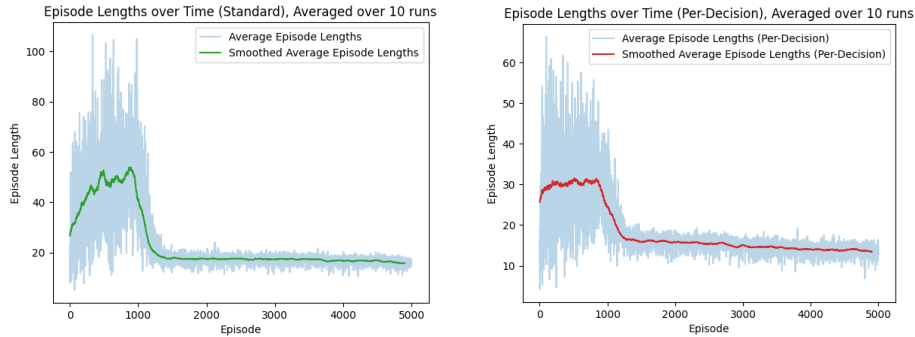 Episode Lengths over Time (Standard), Averaged over 10 runs
Average Episode Lengths
Smoothed Average Episode Lengths
Episode Length
100
80
60
40
20
0
1000
2000
3000
4000
5000
Episode
Episode Lengths over Time (Per-Decision), Averaged over 10 runs
Average Episode Lengths (Per-Decision)
Smoothed Average Episode Lengths (Per-Decision)
Episode Length
60
50
40
30
20
10
0
1000
2000
3000
4000
5000
Episode